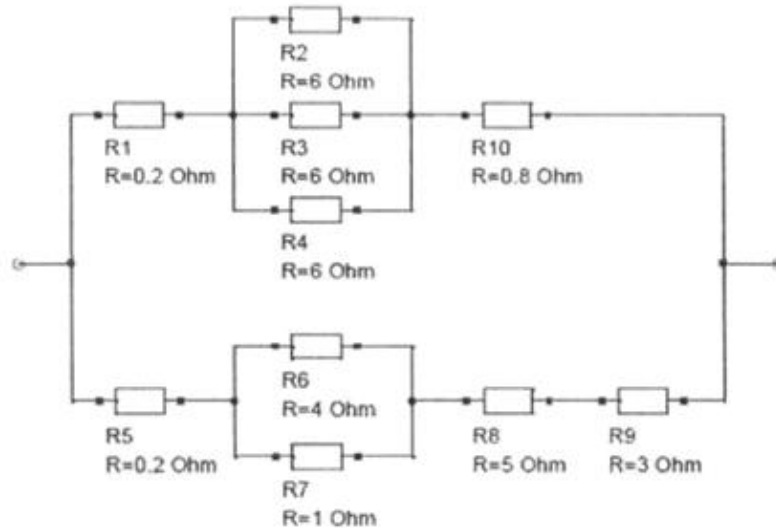 R2
R=6 Ohm
R1
R=0.2 Ohm
R3
R=6 Ohm
R10
R=0.8 Ohm
R4
R=6 Ohm
R6
R=4 Ohm
R5
R=0.2 Ohm
R8
R=5 Ohm
R9
R=3 Ohm
R7
R=1 Ohm